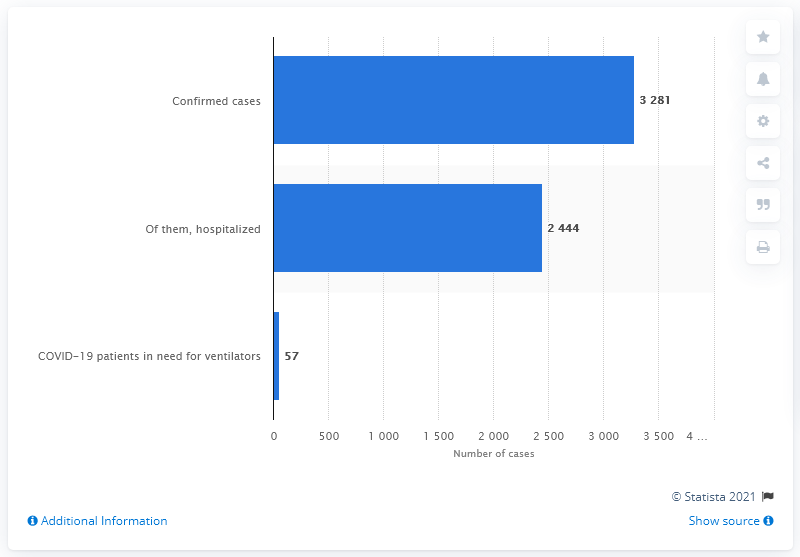 Confirmed cases
3 281
Of them, hospitalized
2 444
COVID-19 patients in need for ventilators
57
0 500 1 000 1 500 2 000 2 500 3 000 3 500 4 ...
Number of cases
© Statista 2021
Additional Information
Show source